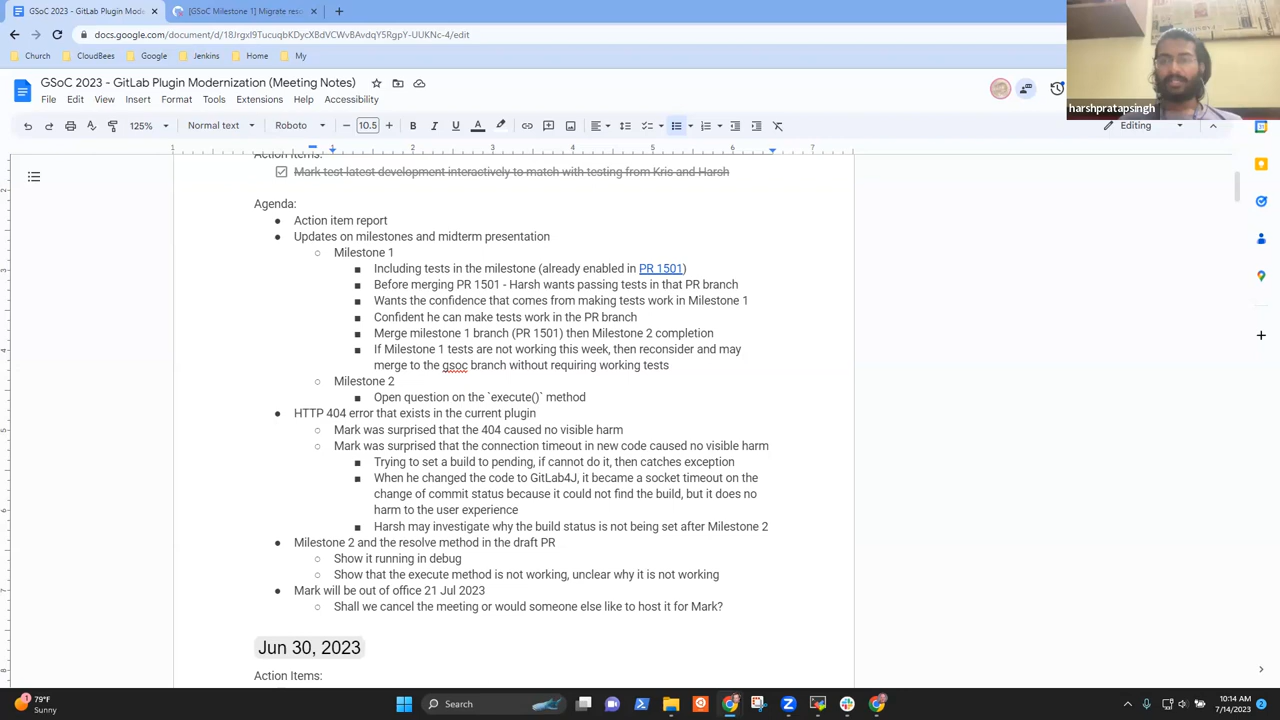 GSoC 2023 - GitLab Plugin Mode
[GSoC Milestone 1] Migrate reso
docs.google.com/document/d/18JrgxI9TucuqbKDycXBdVCWvBAvdqY5RgpY-UUKNc-4/edit
Church
CloudBees
Google
Jenkins
Home
My
harshpratapsingh
GSoC 2023 - GitLab Plugin Modernization (Meeting Notes)
File Edit View Insert Format Tools Extensions Help Accessibility
125% Normal text Roboto 10.5 Editing
1 1 2 3 4 5 6 7
Action Items:
Mark test latest development interactively to match with testing from Kris and Harsh
Agenda:
● Action item report
● Updates on milestones and midterm presentation
○ Milestone 1
■ Including tests in the milestone (already enabled in PR 1501)
■ Before merging PR 1501 - Harsh wants passing tests in that PR branch
■ Wants the confidence that comes from making tests work in Milestone 1
■ Confident he can make tests work in the PR branch
■ Merge milestone 1 branch (PR 1501) then Milestone 2 completion
■ If Milestone 1 tests are not working this week, then reconsider and may
merge to the gsoc branch without requiring working tests
○ Milestone 2
■ Open question on the `execute()` method
● HTTP 404 error that exists in the current plugin
○ Mark was surprised that the 404 caused no visible harm
○ Mark was surprised that the connection timeout in new code caused no visible harm
■ Trying to set a build to pending, if cannot do it, then catches exception
■ When he changed the code to GitLab4J, it became a socket timeout on the
change of commit status because it could not find the build, but it does no
harm to the user experience
■ Harsh may investigate why the build status is not being set after Milestone 2
● Milestone 2 and the resolve method in the draft PR
○ Show it running in debug
○ Show that the execute method is not working, unclear why it is not working
● Mark will be out of office 21 Jul 2023
○ Shall we cancel the meeting or would someone else like to host it for Mark?
Jun 30, 2023
Action Items:
79°F
Sunny
Search
10:14 AM
7/14/2023